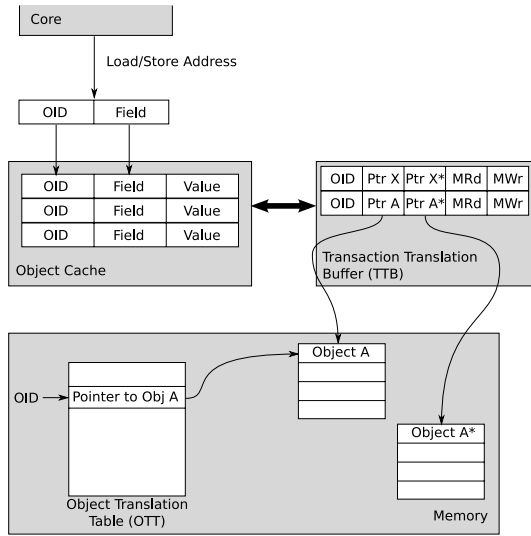 Core
Load/Store Address
OID Field
OID Field Value
OID Field Value
OID Field Value
Object Cache
OID Ptr X Ptr X* MRd MWr
OID Ptr A Ptr A* MRd MWr
Transaction Translation
Buffer (TTB)
Object A
OID
Pointer to Obj A
Object A*
Object Translation
Table (OTT)
Memory